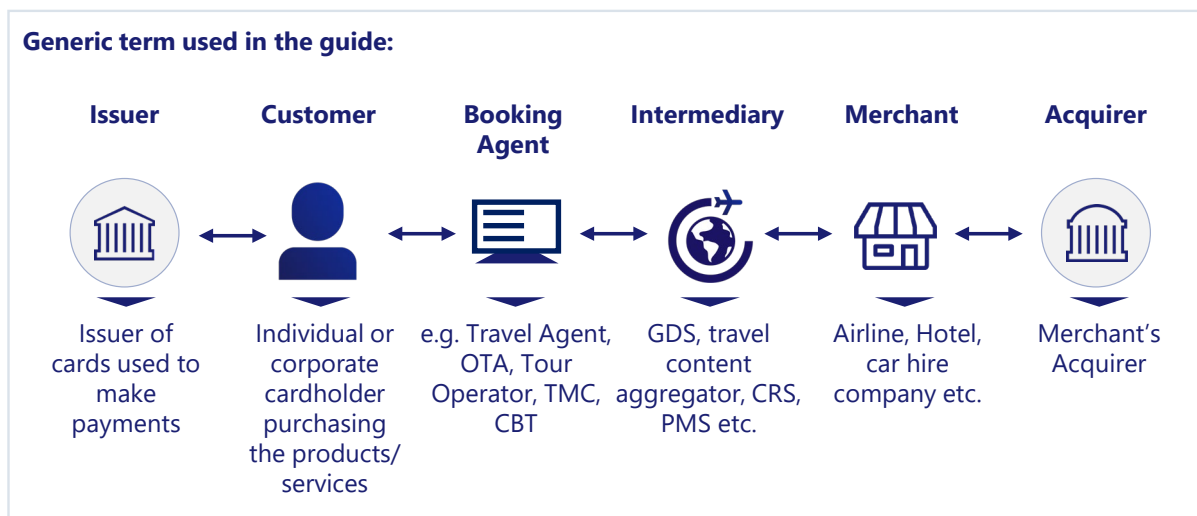 Generic term used in the guide:
Issuer
Customer
Booking
Agent
Intermediary
Merchant
Acquirer
Issuer of
cards used to
make
payments
Individual or
corporate
cardholder
purchasing
the products/
services
e.g. Travel Agent,
OTA, Tour
Operator, TMC,
CBT
GDS, travel
content
aggregator, CRS,
PMS etc.
Airline, Hotel,
car hire
company etc.
Merchant’s
Acquirer